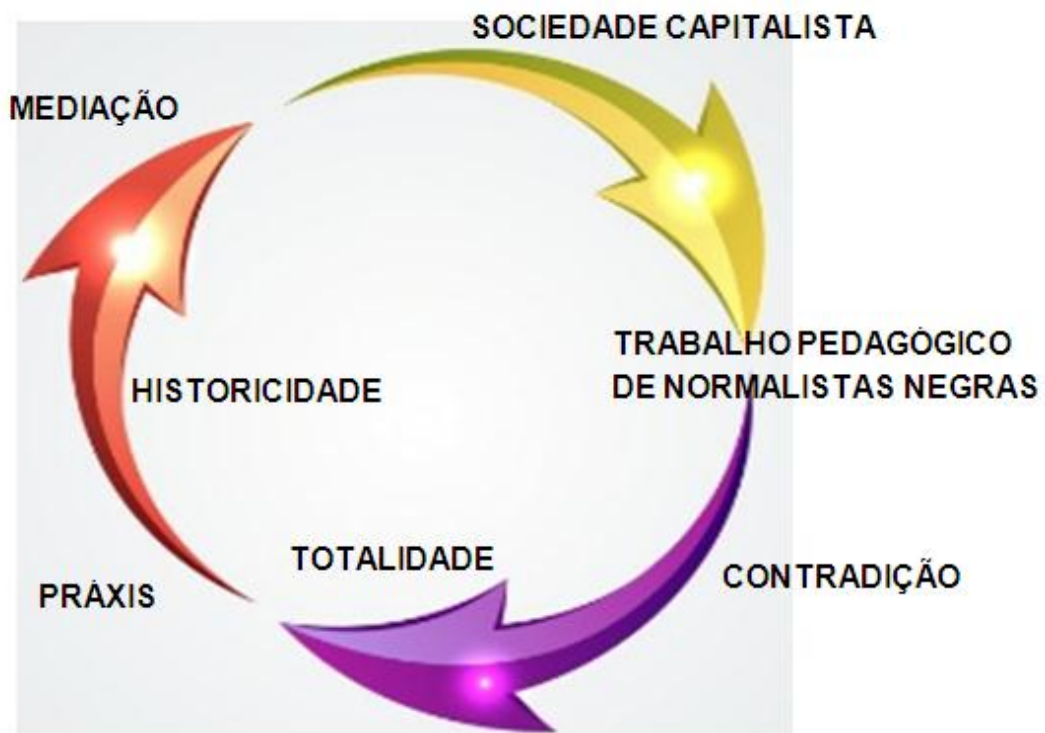 SOCIEDADE CAPITALISTA
MEDIAÇÃO
TRABALHO PEDAGÓGICO
DE NORMALISTAS NEGRAS
HISTORICIDADE
TOTALIDADE
CONTRADIÇÃO
PRÁXIS